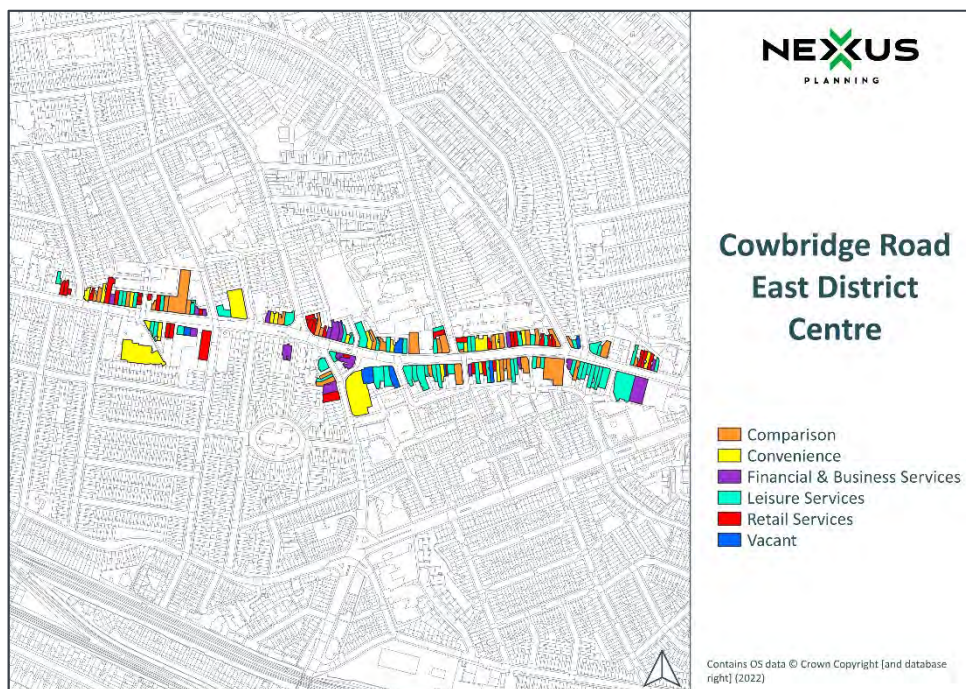 NEXUS
PLANNING
Cowbridge Road
East District
Centre
Comparison
Convenience
Financial & Business Services
Leisure Services
Retail Services
Vacant
Contains OS data © Crown Copyright [and database
right] (2022)